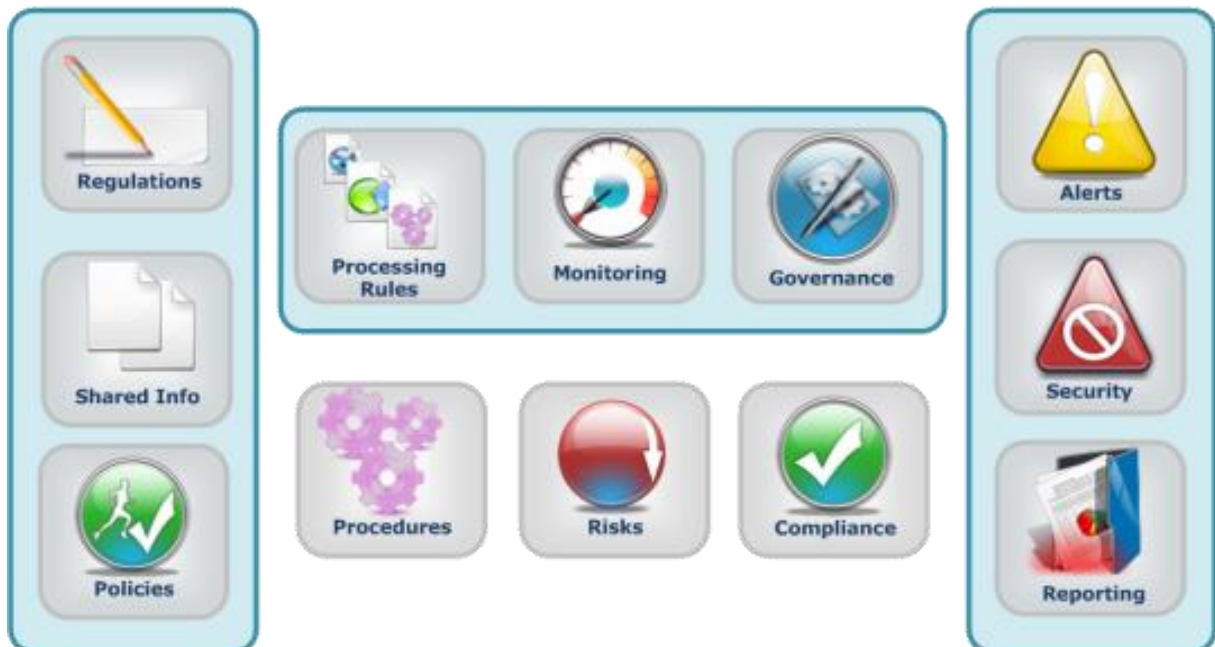 Regulations
Shared Info
Policies
Processing
Rules
Monitoring
Governance
Procedures
Risks
Compliance
Alerts
Security
Reporting